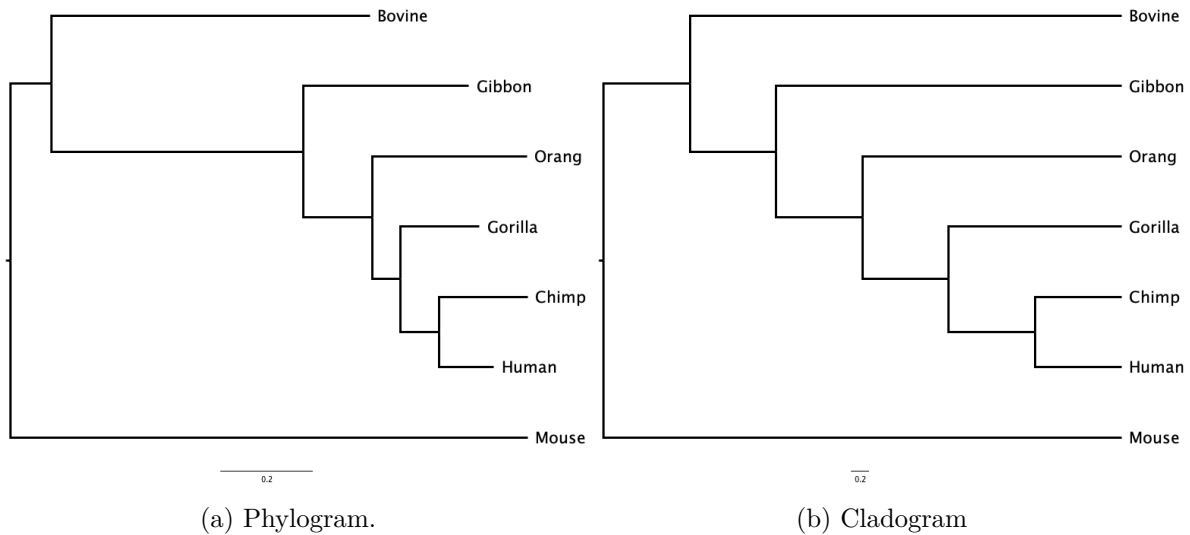 Bovine
Gibbon
Orang
Gorilla
Chimp
Human
Mouse
0.2
(a) Phylogram.
Bovine
Gibbon
Orang
Gorilla
Chimp
Human
Mouse
0.2
(b) Cladogram